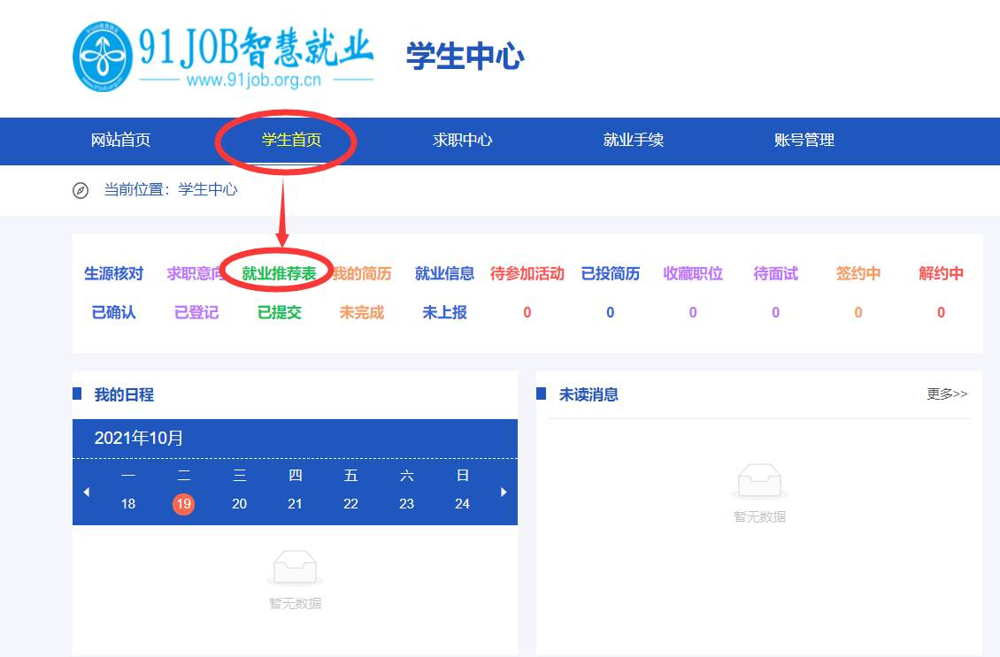 91JOB智慧就业
www.91job.org.cn
学生中心
网站首页 学生首页 求职中心 就业手续 账号管理
当前位置：学生中心
生源核对 求职意向 就业推荐表 我的简历 就业信息 待参加活动 已投简历 收藏职位 待面试 签约中 解约中
已确认 已登记 已提交 未完成 未上报 0 0 0 0 0 0
我的日程
未读消息 更多>>
2021年10月
一 二 三 四 五 六 日
18 19 20 21 22 23 24
暂无数据
暂无数据